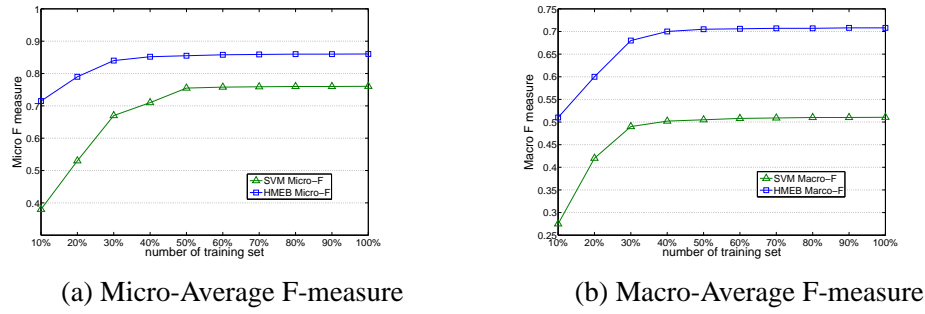 1
0.9
0.8
0.7
0.6
0.5
0.4
Micro F measure
SVM Micro−F
HMEB Micro−F
10% 20% 30% 40% 50% 60% 70% 80% 90% 100%
number of training set
(a) Micro-Average F-measure
0.75
0.7
0.65
0.6
0.55
0.5
0.45
0.4
0.35
0.3
0.25
Macro F measure
SVM Macro−F
HMEB Marco−F
10% 20% 30% 40% 50% 60% 70% 80% 90% 100%
number of training set
(b) Macro-Average F-measure